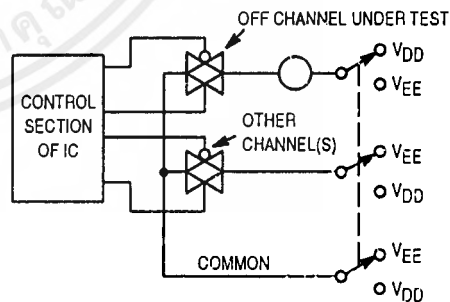 OFF CHANNEL UNDER TEST
VDD
VEE
CONTROL
SECTION
OF IC
OTHER
CHANNEL(S)
VEE
VDD
COMMON
VEE
VDD